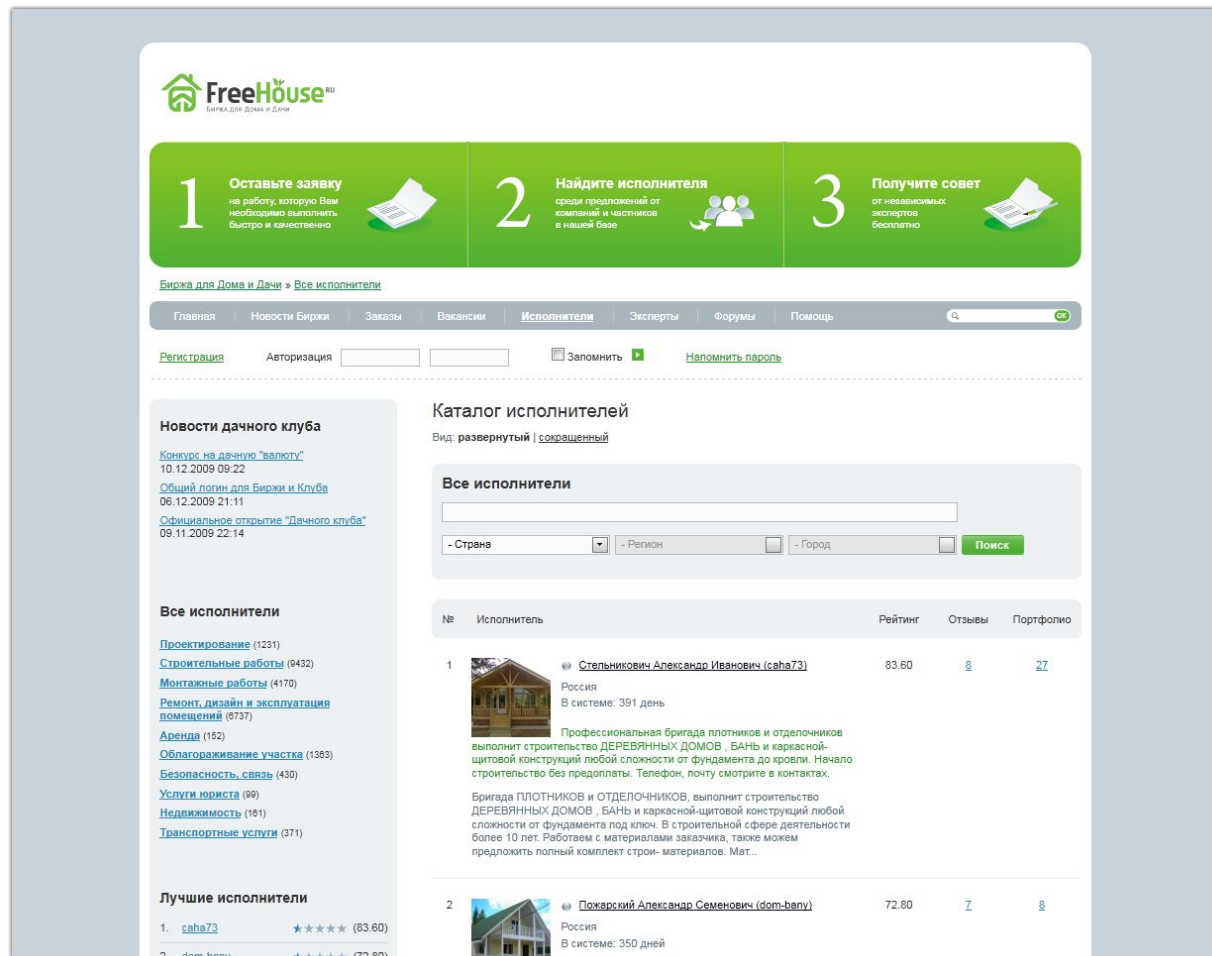 FreeHouse RU
Биржа для Дома и Дачи
1
Оставьте заявку
на работу, которую Вам
необходимо выполнить
быстро и качественно
2
Найдите исполнителя
среди предложений от
компаний и частников
в нашей базе
3
Получите совет
от независимых
экспертов
бесплатно
Биржа для Дома и Дачи » Все исполнители
Главная Новости Биржи Заказы Вакансии Исполнители Эксперты Форумы Помощь OK
Регистрация Авторизация Запомнить Напомнить пароль
Новости дачного клуба
Конкурс на дачную "валюту"
10.12.2009 09:22
Общий логин для Биржи и Клуба
06.12.2009 21:11
Официальное открытие "Дачного клуба"
09.11.2009 22:14
Все исполнители
Проектирование (1231)
Строительные работы (9432)
Монтажные работы (4170)
Ремонт, дизайн и эксплуатация
помещений (6737)
Аренда (152)
Облагораживание участка (1363)
Безопасность, связь (430)
Услуги юриста (99)
Недвижимость (161)
Транспортные услуги (371)
Лучшие исполнители
1. caha73 (83.60)
2. dom-bany (72.80)
Каталог исполнителей
Вид: развернутый | сокращенный
Все исполнители
- Страна - Регион - Город Поиск
№ Исполнитель Рейтинг Отзывы Портфолио
1 Стельникович Александр Иванович (caha73) 83.60 8 27
Россия
В системе: 391 день
Профессиональная бригада плотников и отделочников
выполнит строительство ДЕРЕВЯННЫХ ДОМОВ , БАНЬ и каркасной-
щитовой конструкций любой сложности от фундамента до кровли. Начало
строительство без предоплаты. Телефон, почту смотрите в контактах.
Бригада ПЛОТНИКОВ и ОТДЕЛОЧНИКОВ, выполнит строительство
ДЕРЕВЯННЫХ ДОМОВ , БАНЬ и каркасной-щитовой конструкций любой
сложности от фундамента под ключ. В строительной сфере деятельности
более 10 лет. Работаем с материалами заказчика, также можем
предложить полный комплект строи- материалов. Мат...
2 Пожарский Александр Семенович (dom-bany) 72.80 7 8
Россия
В системе: 350 дней